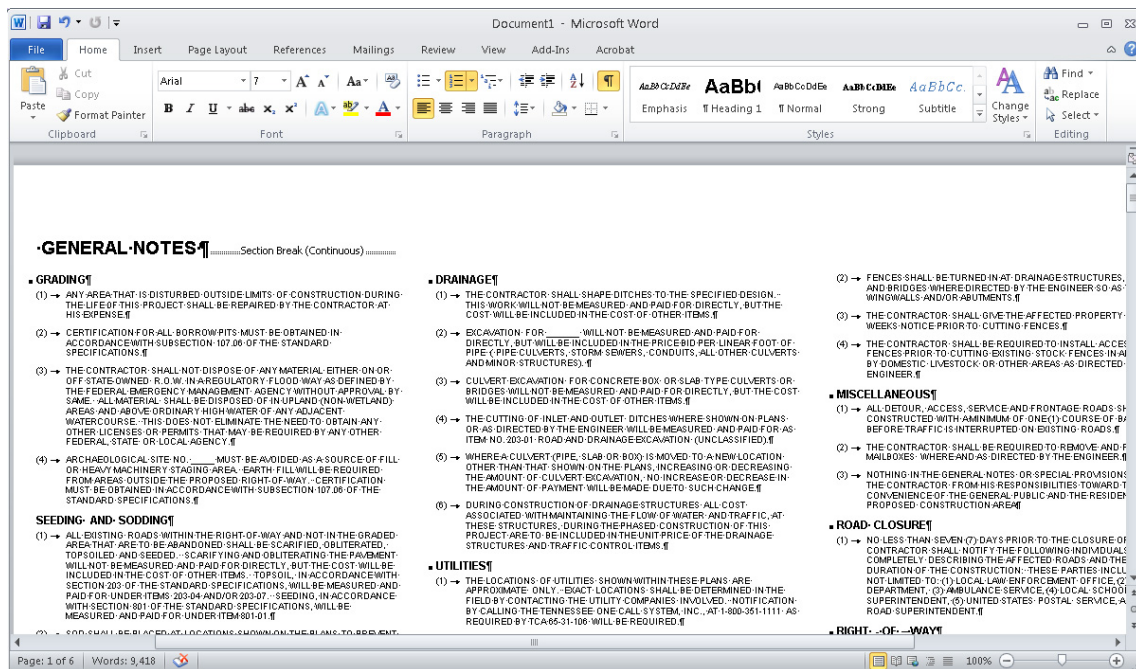 Document1 - Microsoft Word
File Home Insert Page Layout References Mailings Review View Add-Ins Acrobat
Paste
Cut
Copy
Format Painter
Clipboard
Arial 7
Font
Paragraph
AaBbCcDdEe AaBb( AaBbCcDdEe AaBbCcDdEe AaBbCc.
Emphasis ¶ Heading 1 ¶ Normal Strong Subtitle
Change Styles
Styles
Find
Replace
Select
Editing
·GENERAL·NOTES¶ Section Break (Continuous)
GRADING¶
(1) → ANY·AREA·THAT·IS·DISTURBED·OUTSIDE·LIMITS·OF·CONSTRUCTION·DURING·
THE·LIFE·OF·THIS·PROJECT·SHALL·BE·REPAIRED·BY·THE·CONTRACTOR·AT·
HIS·EXPENSE.¶
(2) → CERTIFICATION·FOR·ALL·BORROW·PITS·MUST·BE·OBTAINED·IN·
ACCORDANCE·WITH·SUBSECTION·107.06·OF·THE·STANDARD·
SPECIFICATIONS.¶
(3) → THE·CONTRACTOR·SHALL·NOT·DISPOSE·OF·ANY·MATERIAL·EITHER·ON·OR·
OFF·STATE-OWNED·R.O.W.·IN·A·REGULATORY·FLOOD·WAY·AS·DEFINED·BY·
THE·FEDERAL·EMERGENCY·MANAGEMENT·AGENCY·WITHOUT·APPROVAL·BY·
SAME.··ALL·MATERIAL·SHALL·BE·DISPOSED·OF·IN·UPLAND·(NON-WETLAND)·
AREAS·AND·ABOVE·ORDINARY·HIGH·WATER·OF·ANY·ADJACENT·
WATERCOURSE.··THIS·DOES·NOT·ELIMINATE·THE·NEED·TO·OBTAIN·ANY·
OTHER·LICENSES·OR·PERMITS·THAT·MAY·BE·REQUIRED·BY·ANY·OTHER·
FEDERAL,·STATE·OR·LOCAL·AGENCY.¶
(4) → ARCHAEOLOGICAL·SITE·NO.·_____·MUST·BE·AVOIDED·AS·A·SOURCE·OF·FILL·
OR·HEAVY·MACHINERY·STAGING·AREA.··EARTH·FILL·WILL·BE·REQUIRED·
FROM·AREAS·OUTSIDE·THE·PROPOSED·RIGHT-OF-WAY.··CERTIFICATION·
MUST·BE·OBTAINED·IN·ACCORDANCE·WITH·SUBSECTION·107.06·OF·THE·
STANDARD·SPECIFICATIONS.¶
SEEDING·AND·SODDING¶
(1) → ALL·EXISTING·ROADS·WITHIN·THE·RIGHT-OF-WAY·AND·NOT·IN·THE·GRADED·
AREA·THAT·ARE·TO·BE·ABANDONED·SHALL·BE·SCARIFIED,·OBLITERATED,·
TOPSOILED·AND·SEEDED.··SCARIFYING·AND·OBLITERATING·THE·PAVEMENT·
WILL·NOT·BE·MEASURED·AND·PAID·FOR·DIRECTLY,·BUT·THE·COST·WILL·BE·
INCLUDED·IN·THE·COST·OF·OTHER·ITEMS.··TOPSOIL,·IN·ACCORDANCE·WITH·
SECTION·203·OF·THE·STANDARD·SPECIFICATIONS,·WILL·BE·MEASURED·AND·
PAID·FOR·UNDER·ITEMS·203-04·AND/OR·203-07.··SEEDING,·IN·ACCORDANCE·
WITH·SECTION·801·OF·THE·STANDARD·SPECIFICATIONS,·WILL·BE·
MEASURED·AND·PAID·FOR·UNDER·ITEM·801-01.¶
(2) → SOD·SHALL·BE·PLACED·AT·LOCATIONS·SHOWN·ON·THE·PLANS·TO·PREVENT·
DRAINAGE¶
(1) → THE·CONTRACTOR·SHALL·SHAPE·DITCHES·TO·THE·SPECIFIED·DESIGN.··
THIS·WORK·WILL·NOT·BE·MEASURED·AND·PAID·FOR·DIRECTLY,·BUT·THE·
COST·WILL·BE·INCLUDED·IN·THE·COST·OF·OTHER·ITEMS.¶
(2) → EXCAVATION·FOR·______·WILL·NOT·BE·MEASURED·AND·PAID·FOR·
DIRECTLY,·BUT·WILL·BE·INCLUDED·IN·THE·PRICE·BID·PER·LINEAR·FOOT·OF·
PIPE·(·PIPE·CULVERTS,·STORM·SEWERS,·CONDUITS,·ALL·OTHER·CULVERTS·
AND·MINOR·STRUCTURES).·¶
(3) → CULVERT·EXCAVATION·FOR·CONCRETE·BOX·OR·SLAB·TYPE·CULVERTS·OR·
BRIDGES·WILL·NOT·BE·MEASURED·AND·PAID·FOR·DIRECTLY,·BUT·THE·COST·
WILL·BE·INCLUDED·IN·THE·COST·OF·OTHER·ITEMS.¶
(4) → THE·CUTTING·OF·INLET·AND·OUTLET·DITCHES·WHERE·SHOWN·ON·PLANS·
OR·AS·DIRECTED·BY·THE·ENGINEER·WILL·BE·MEASURED·AND·PAID·FOR·AS·
ITEM·NO.·203-01·ROAD·AND·DRAINAGE·EXCAVATION·(UNCLASSIFIED).¶
(5) → WHERE·A·CULVERT·(PIPE,·SLAB·OR·BOX)·IS·MOVED·TO·A·NEW·LOCATION·
OTHER·THAN·THAT·SHOWN·ON·THE·PLANS,·INCREASING·OR·DECREASING·
THE·AMOUNT·OF·CULVERT·EXCAVATION,·NO·INCREASE·OR·DECREASE·IN·
THE·AMOUNT·OF·PAYMENT·WILL·BE·MADE·DUE·TO·SUCH·CHANGE.¶
(6) → DURING·CONSTRUCTION·OF·DRAINAGE·STRUCTURES·ALL·COST·
ASSOCIATED·WITH·MAINTAINING·THE·FLOW·OF·WATER·AND·TRAFFIC,·AT·
THESE·STRUCTURES,·DURING·THE·PHASED·CONSTRUCTION·OF·THIS·
PROJECT·ARE·TO·BE·INCLUDED·IN·THE·UNIT·PRICE·OF·THE·DRAINAGE·
STRUCTURES·AND·TRAFFIC·CONTROL·ITEMS.¶
UTILITIES¶
(1) → THE·LOCATIONS·OF·UTILITIES·SHOWN·WITHIN·THESE·PLANS·ARE·
APPROXIMATE·ONLY.··EXACT·LOCATIONS·SHALL·BE·DETERMINED·IN·THE·
FIELD·BY·CONTACTING·THE·UTILITY·COMPANIES·INVOLVED.··NOTIFICATION·
BY·CALLING·THE·TENNESSEE·ONE·CALL·SYSTEM,·INC.,·AT·1-800-351-1111·AS·
REQUIRED·BY·TCA·65-31-106·WILL·BE·REQUIRED.¶
(2) → FENCES·SHALL·BE·TURNED·IN·AT·DRAINAGE·STRUCTURES,
AND·BRIDGES·WHERE·DIRECTED·BY·THE·ENGINEER·SO·AS·
WINGWALLS·AND/OR·ABUTMENTS.¶
(3) → THE·CONTRACTOR·SHALL·GIVE·THE·AFFECTED·PROPERTY·
WEEKS·NOTICE·PRIOR·TO·CUTTING·FENCES.¶
(4) → THE·CONTRACTOR·SHALL·BE·REQUIRED·TO·INSTALL·ACCES
FENCES·PRIOR·TO·CUTTING·EXISTING·STOCK·FENCES·IN·A
BY·DOMESTIC·LIVESTOCK·OR·OTHER·AREAS·AS·DIRECTED·
ENGINEER.¶
MISCELLANEOUS¶
(1) → ALL·DETOUR,·ACCESS,·SERVICE·AND·FRONTAGE·ROADS·SH
CONSTRUCTED·WITH·A·MINIMUM·OF·ONE·(1)·COURSE·OF·BA
BEFORE·TRAFFIC·IS·INTERRUPTED·ON·EXISTING·ROADS.¶
(2) → THE·CONTRACTOR·SHALL·BE·REQUIRED·TO·REMOVE·AND·R
MAILBOXES·WHERE·AND·AS·DIRECTED·BY·THE·ENGINEER.¶
(3) → NOTHING·IN·THE·GENERAL·NOTES·OR·SPECIAL·PROVISIONS
THE·CONTRACTOR·FROM·HIS·RESPONSIBILITIES·TOWARD·T
CONVENIENCE·OF·THE·GENERAL·PUBLIC·AND·THE·RESIDEN
PROPOSED·CONSTRUCTION·AREA¶
ROAD·CLOSURE¶
(1) → NO·LESS·THAN·SEVEN·(7)·DAYS·PRIOR·TO·THE·CLOSURE·OF
CONTRACTOR·SHALL·NOTIFY·THE·FOLLOWING·INDIVIDUALS
COMPLETELY·DESCRIBING·THE·AFFECTED·ROADS·AND·THE·
DURATION·OF·THE·CONSTRUCTION:··THESE·PARTIES·INCLU
NOT·LIMITED·TO:·(1)·LOCAL·LAW·ENFORCEMENT·OFFICE,·(2)
DEPARTMENT,·(3)·AMBULANCE·SERVICE,·(4)·LOCAL·SCHOO
SUPERINTENDENT,·(5)·UNITED·STATES·POSTAL·SERVICE,·A
ROAD·SUPERINTENDENT.¶
RIGHT·-·OF·—WAY¶
Page: 1 of 6 Words: 9,418 100%